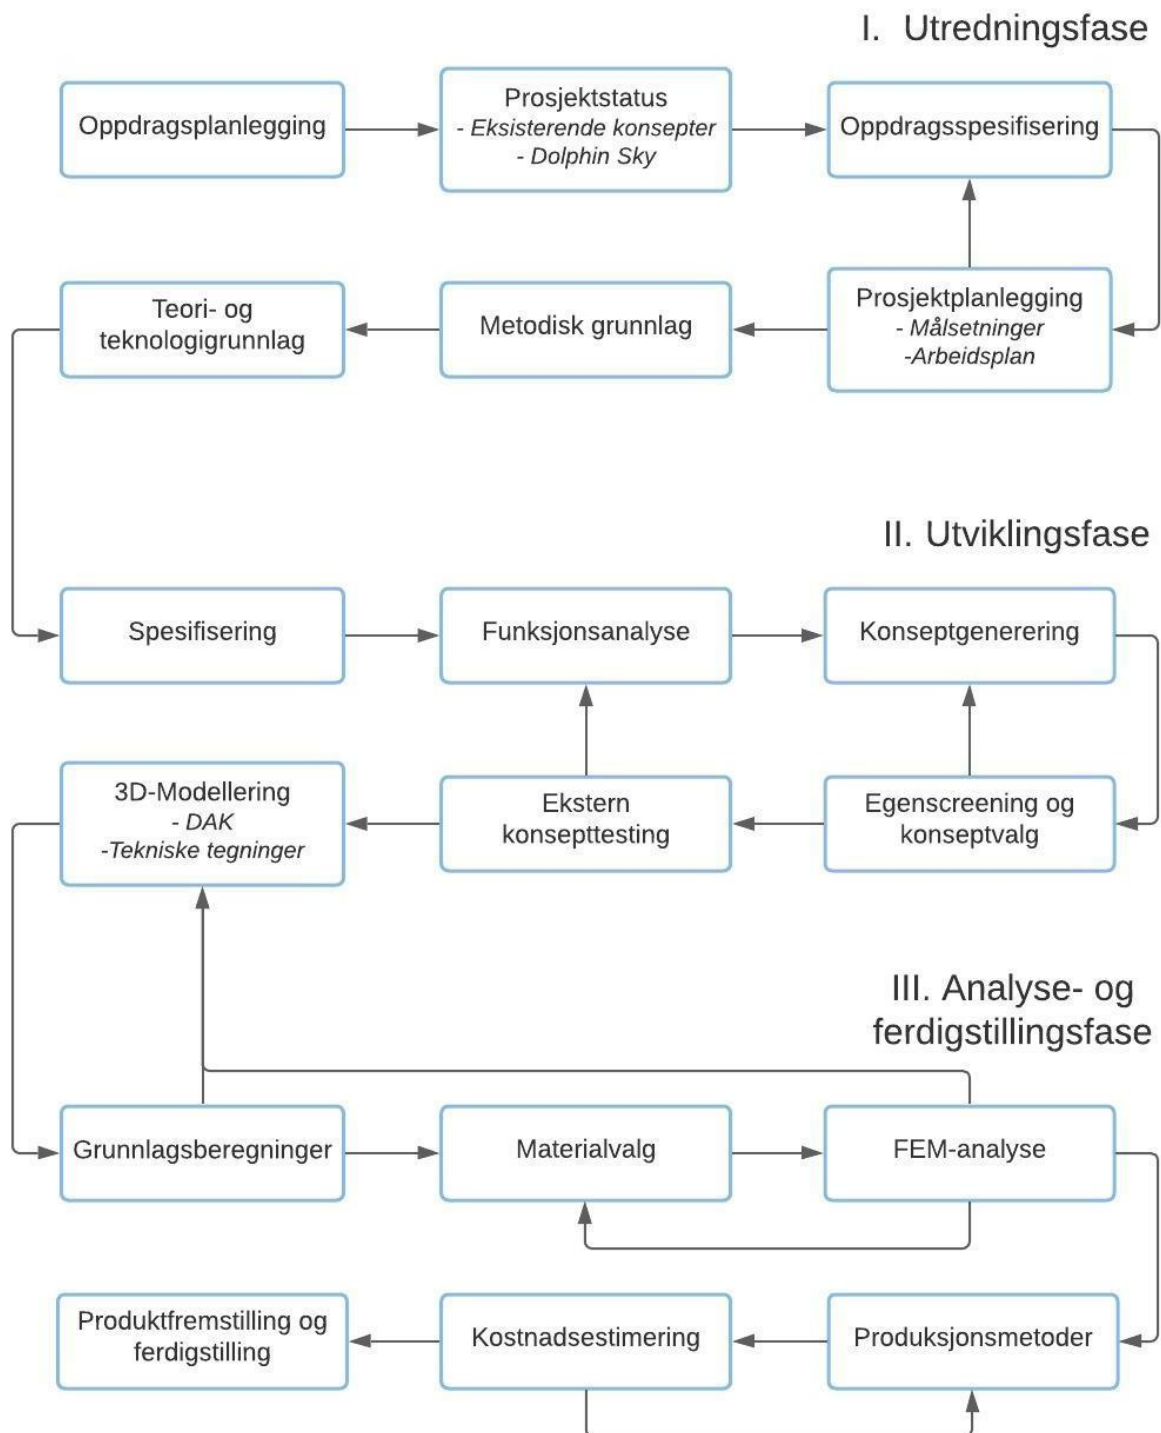 I. Utredningsfase
Oppdragsplanlegging
Prosjektstatus
- Eksisterende konsepter
- Dolphin Sky
Oppdragsspesifisering
Teori- og
teknologigrunnlag
Metodisk grunnlag
Prosjektplanlegging
- Målsetninger
-Arbeidsplan
II. Utviklingsfase
Spesifisering
Funksjonsanalyse
Konseptgenerering
3D-Modellering
- DAK
-Tekniske tegninger
Ekstern
konsepttesting
Egenscreening og
konseptvalg
III. Analyse- og
ferdigstillingsfase
Grunnlagsberegninger
Materialvalg
FEM-analyse
Produktfremstilling og
ferdigstilling
Kostnadsestimering
Produksjonsmetoder